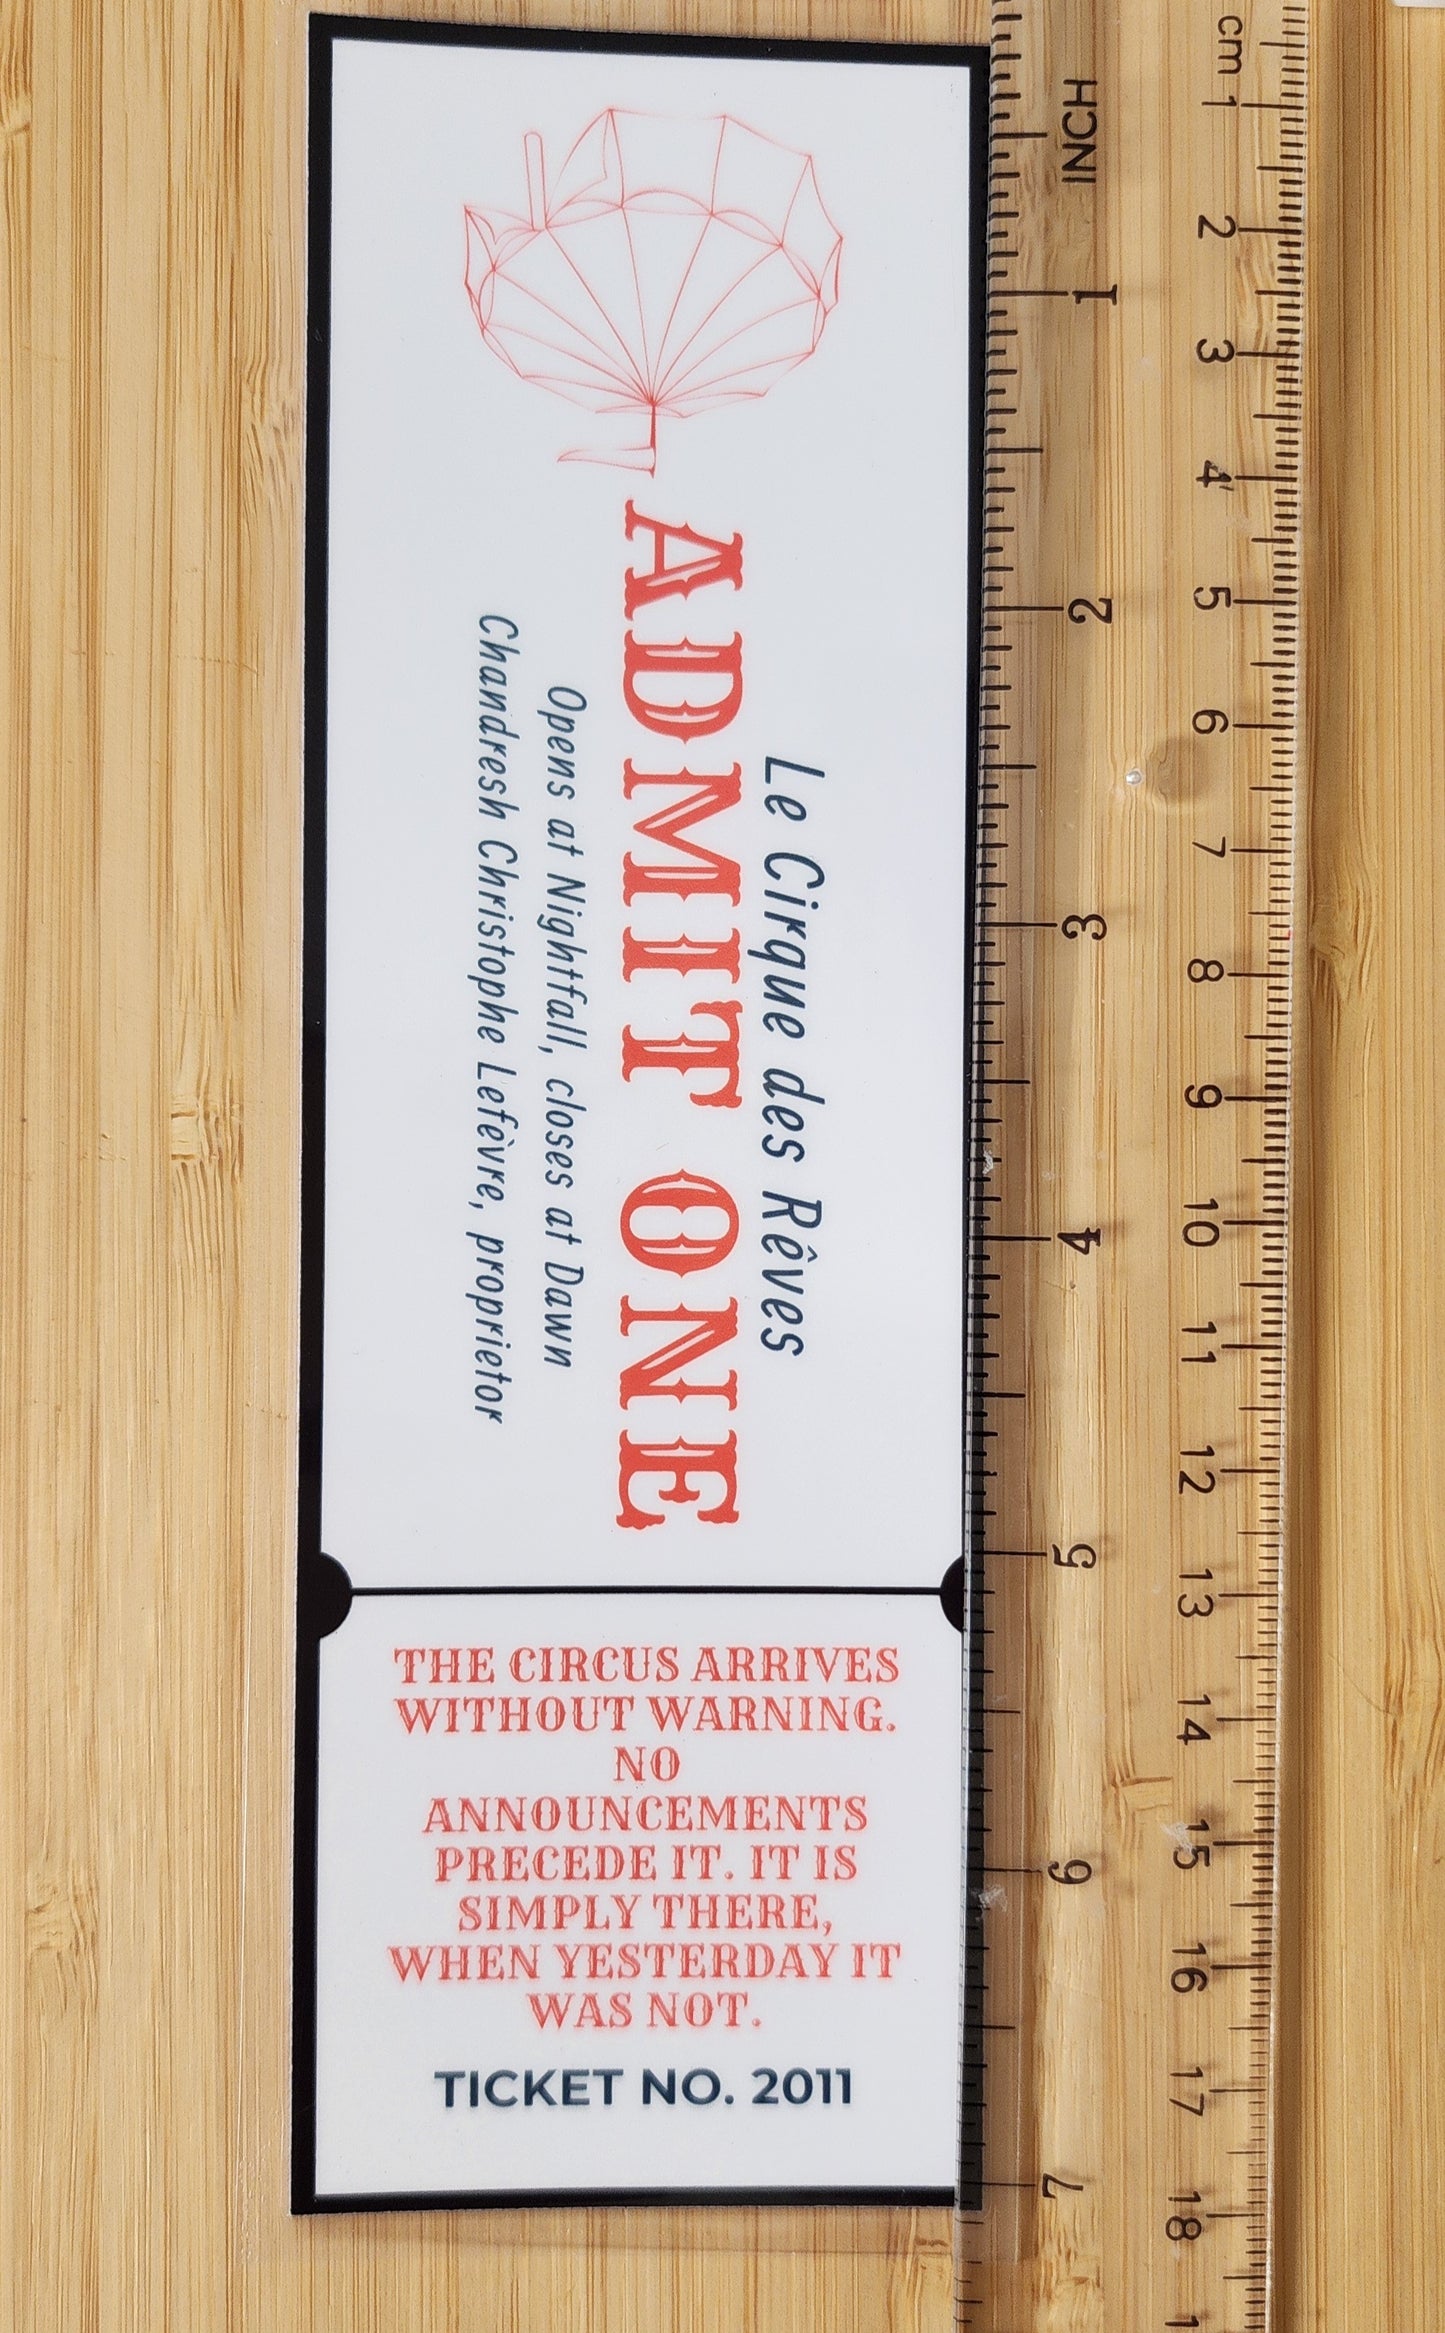 Le Cirque des Rêves
ADMIT ONE
Opens at Nightfall, closes at Dawn
Chandresh Christophe Lefèvre, proprietor
THE CIRCUS ARRIVES
WITHOUT WARNING.
NO
ANNOUNCEMENTS
PRECEDE IT. IT IS
SIMPLY THERE,
WHEN YESTERDAY IT
WAS NOT.
TICKET NO. 2011
INCH
1
2
3
4
5
6
7
cm
1
2
3
4
5
6
7
8
9
10
11
12
13
14
15
16
17
18